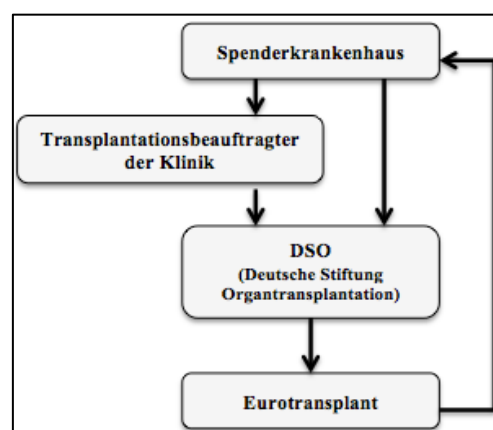 Spenderkrankenhaus
Transplantationsbeauftragter
der Klinik
DSO
(Deutsche Stiftung
Organtransplantation)
Eurotransplant